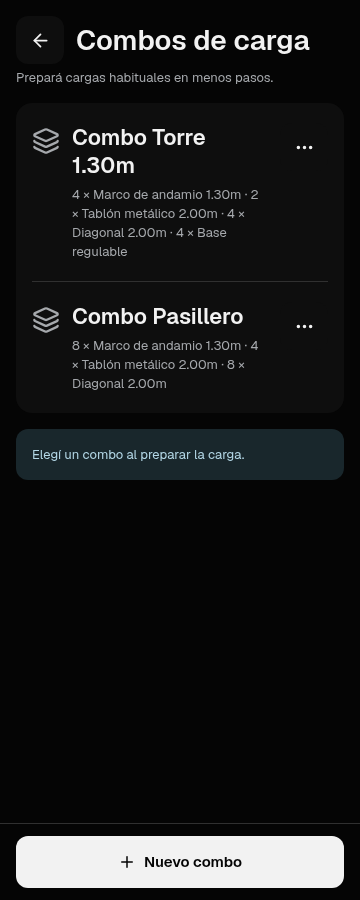 Combos de carga
Prepará cargas habituales en menos pasos.
Combo Torre
1.30m
4 × Marco de andamio 1.30m · 2
× Tablón metálico 2.00m · 4 ×
Diagonal 2.00m · 4 × Base
regulable
Combo Pasillero
8 × Marco de andamio 1.30m · 4
× Tablón metálico 2.00m · 8 ×
Diagonal 2.00m
Elegí un combo al preparar la carga.
Nuevo combo